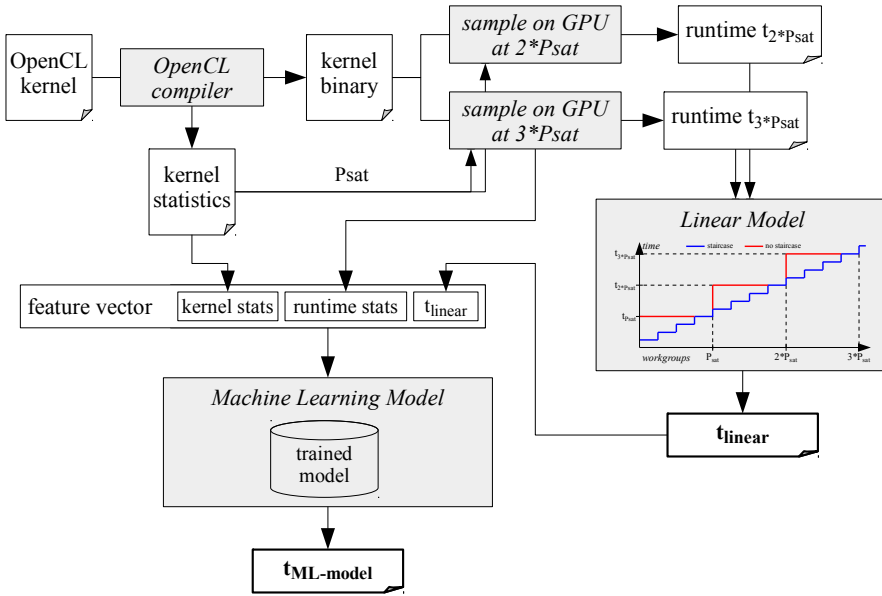 OpenCL
kernel
OpenCL
compiler
kernel
binary
sample on GPU
at 2*Psat
runtime t2*Psat
sample on GPU
at 3*Psat
runtime t3*Psat
kernel
statistics
Psat
Linear Model
time
staircase
no staircase
t3*Psat
t2*Psat
tPsat
workgroups
Psat
2*Psat
3*Psat
feature vector
kernel stats
runtime stats
tlinear
Machine Learning Model
trained
model
tlinear
tML-model